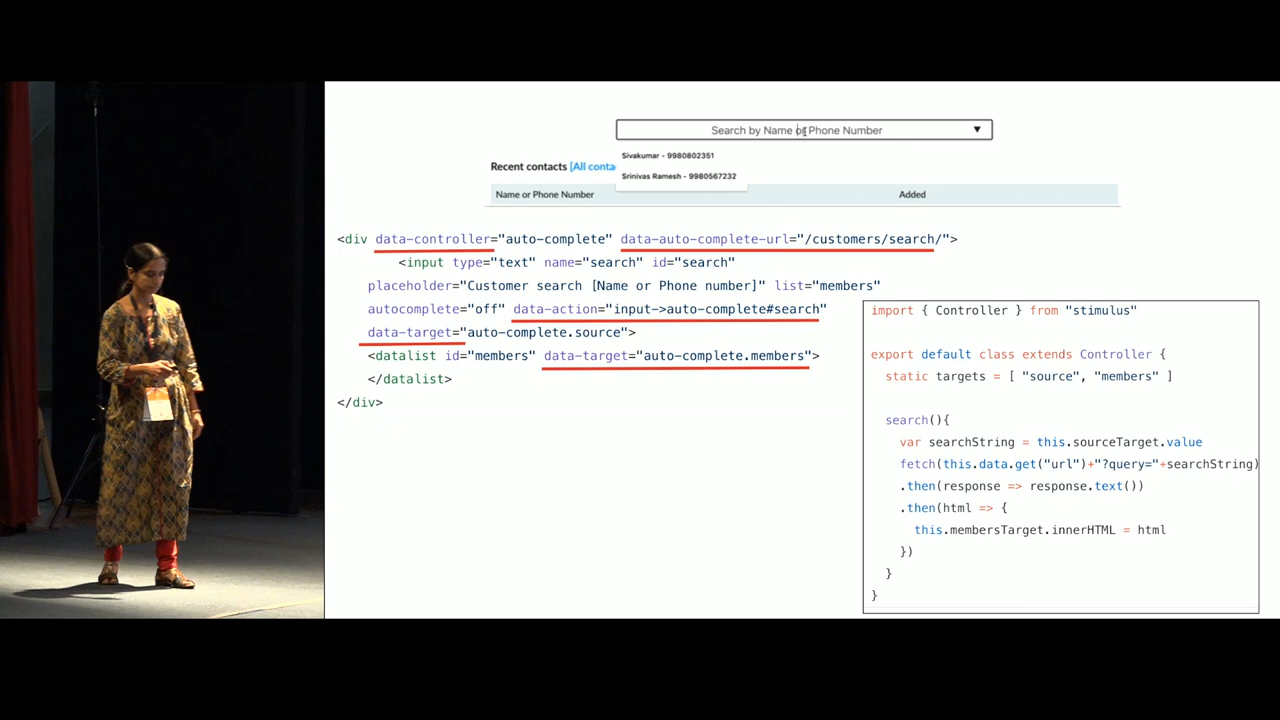 Search by Name or Phone Number
Sivakumar - 9980802351
Recent contacts [All conta
Srinivas Ramesh - 9980567232
Name or Phone Number Added
<div data-controller="auto-complete" data-auto-complete-url="/customers/search/">
<input type="text" name="search" id="search"
placeholder="Customer search [Name or Phone number]" list="members"
autocomplete="off" data-action="input->auto-complete#search"
data-target="auto-complete.source">
<datalist id="members" data-target="auto-complete.members">
</datalist>
</div>
import { Controller } from "stimulus"
export default class extends Controller {
static targets = [ "source", "members" ]
search(){
var searchString = this.sourceTarget.value
fetch(this.data.get("url")+"?query="+searchString)
.then(response => response.text())
.then(html => {
this.membersTarget.innerHTML = html
})
}
}